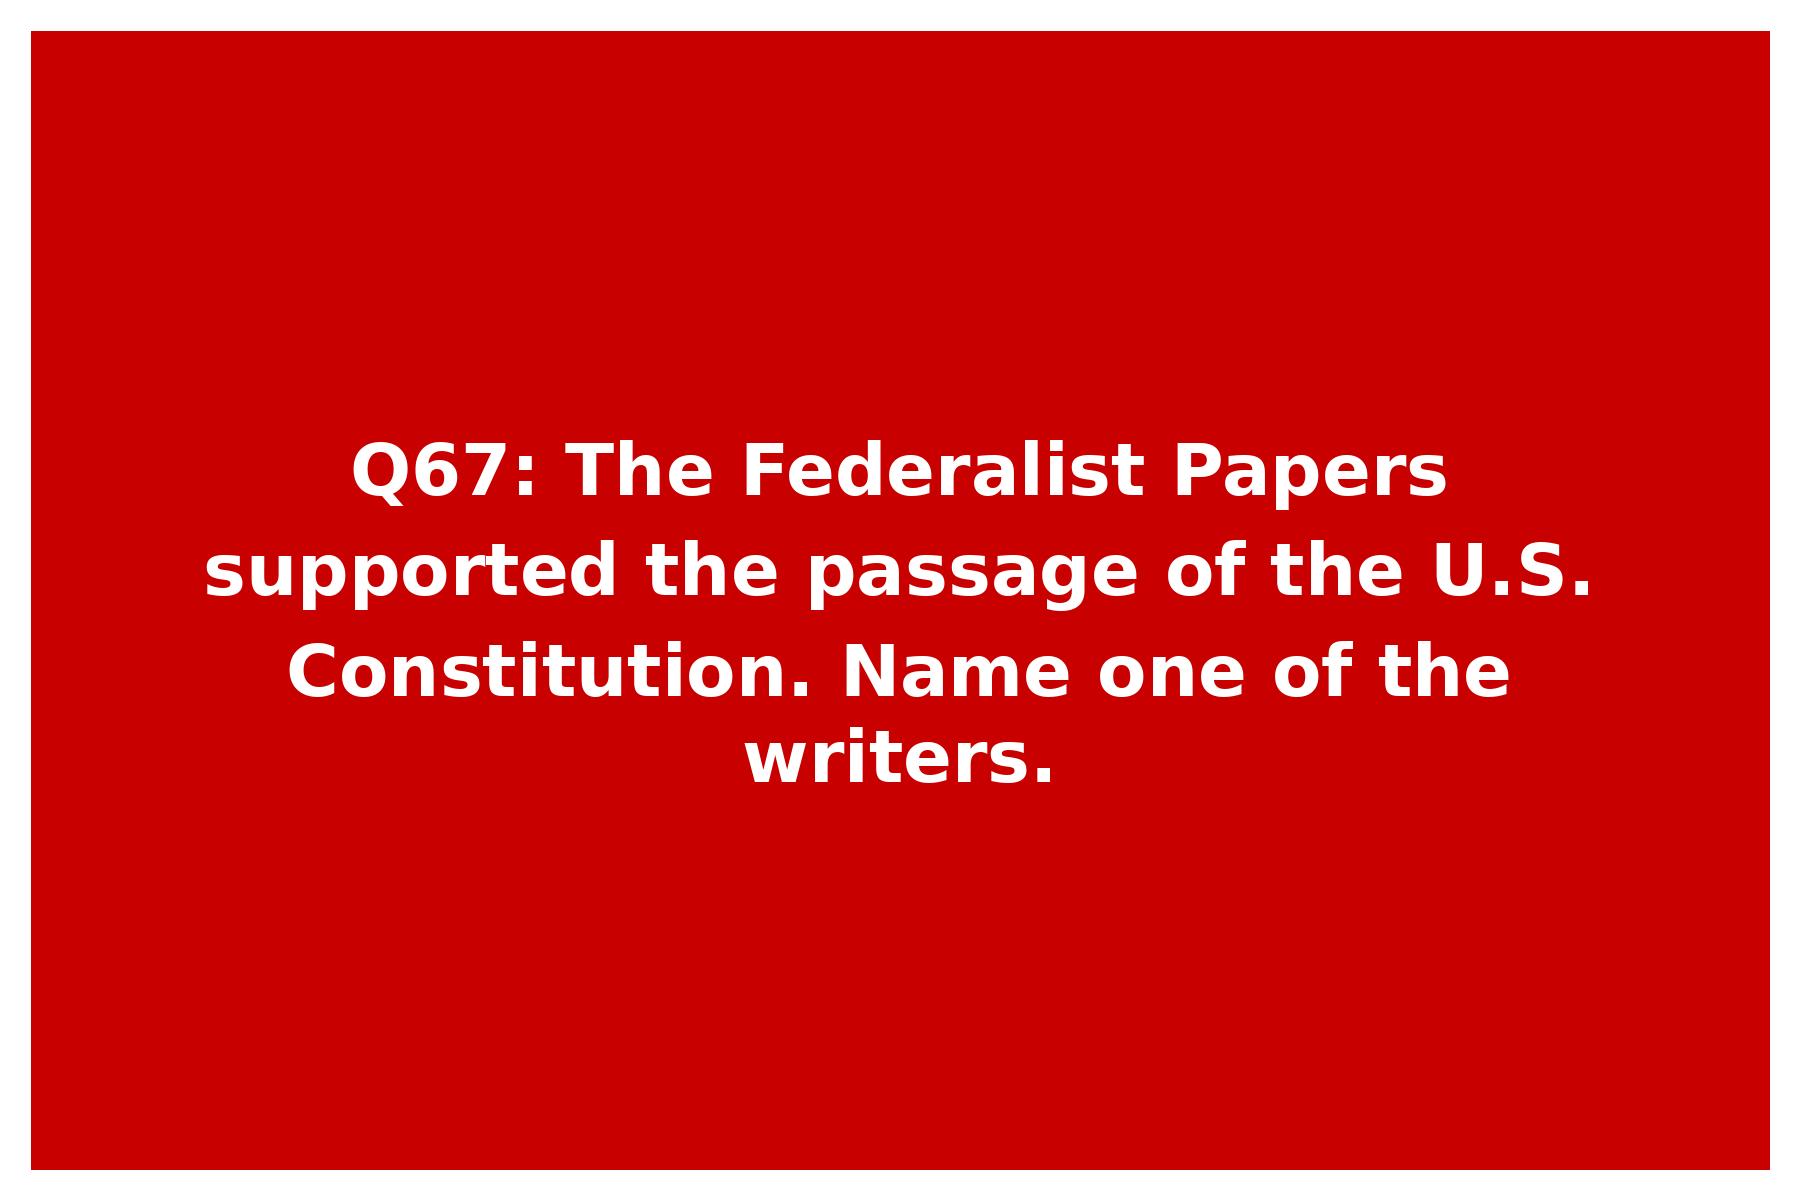 Q67: The Federalist Papers
supported the passage of the U.S.
Constitution. Name one of the
writers.